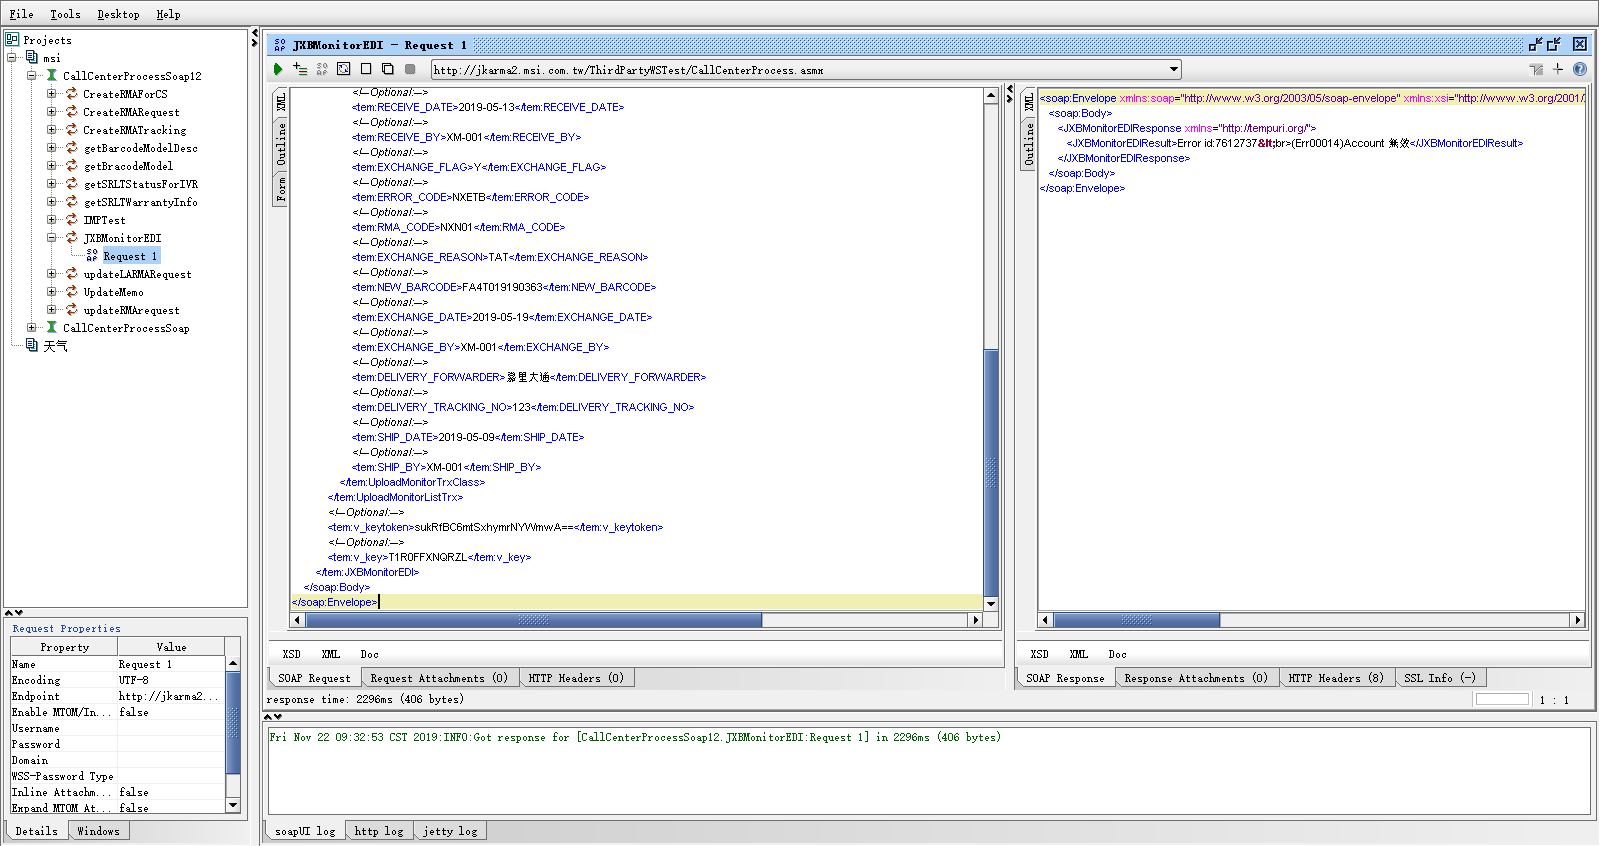 File Tools Desktop Help
Projects
msi
CallCenterProcessSoap12
CreateRMAForCS
CreateRMARequest
CreateRMATracking
getBarcodeModelDesc
getBracodeModel
getSRLTStatusForIVR
getSRLTWarrantyInfo
IMPTest
JXBMonitorEDI
Request 1
updateLARMARequest
UpdateMemo
updateRMArequest
CallCenterProcessSoap
天气
Request Properties
Property Value
Name Request 1
Encoding UTF-8
Endpoint http://jkarma2...
Enable MTOM/In... false
Username
Password
Domain
WSS-Password Type
Inline Attachm... false
Expand MTOM At... false
Details Windows
JXBMonitorEDI - Request 1
http://jkarma2.msi.com.tw/ThirdPartyWSTest/CallCenterProcess.asmx
XML
Outline
Form
<!--Optional:-->
<tem:RECEIVE_DATE>2019-05-13</tem:RECEIVE_DATE>
<!--Optional:-->
<tem:RECEIVE_BY>XM-001</tem:RECEIVE_BY>
<!--Optional:-->
<tem:EXCHANGE_FLAG>Y</tem:EXCHANGE_FLAG>
<!--Optional:-->
<tem:ERROR_CODE>NXETB</tem:ERROR_CODE>
<!--Optional:-->
<tem:RMA_CODE>NXN01</tem:RMA_CODE>
<!--Optional:-->
<tem:EXCHANGE_REASON>TAT</tem:EXCHANGE_REASON>
<!--Optional:-->
<tem:NEW_BARCODE>FA4T019190363</tem:NEW_BARCODE>
<!--Optional:-->
<tem:EXCHANGE_DATE>2019-05-19</tem:EXCHANGE_DATE>
<!--Optional:-->
<tem:EXCHANGE_BY>XM-001</tem:EXCHANGE_BY>
<!--Optional:-->
<tem:DELIVERY_FORWARDER>大通</tem:DELIVERY_FORWARDER>
<!--Optional:-->
<tem:DELIVERY_TRACKING_NO>123</tem:DELIVERY_TRACKING_NO>
<!--Optional:-->
<tem:SHIP_DATE>2019-05-09</tem:SHIP_DATE>
<!--Optional:-->
<tem:SHIP_BY>XM-001</tem:SHIP_BY>
</tem:UploadMonitorTrxClass>
</tem:UploadMonitorListTrx>
<!--Optional:-->
<tem:v_keytoken>sukRfBC6mtSxhymrNYWmvvA==</tem:v_keytoken>
<!--Optional:-->
<tem:v_key>T1R0FFXNQRZL</tem:v_key>
</tem:JXBMonitorEDI>
</soap:Body>
</soap:Envelope>
XSD XML Doc
SOAP Request Request Attachments (0) HTTP Headers (0)
XML
Outline
<soap:Envelope xmlns:soap="http://www.w3.org/2003/05/soap-envelope" xmlns:xsi="http://www.w3.org/2001/
<soap:Body>
<JXBMonitorEDIResponse xmlns="http://tempuri.org/">
<JXBMonitorEDIResult>Error id:7612737&lt;br>(Err00014)Account 無效</JXBMonitorEDIResult>
</JXBMonitorEDIResponse>
</soap:Body>
</soap:Envelope>
XSD XML Doc
SOAP Response Response Attachments (0) HTTP Headers (8) SSL Info (-)
response time: 2296ms (406 bytes)
1 : 1
Fri Nov 22 09:32:53 CST 2019:INFO:Got response for [CallCenterProcessSoap12.JXBMonitorEDI:Request 1] in 2296ms (406 bytes)
soapUI log http log jetty log